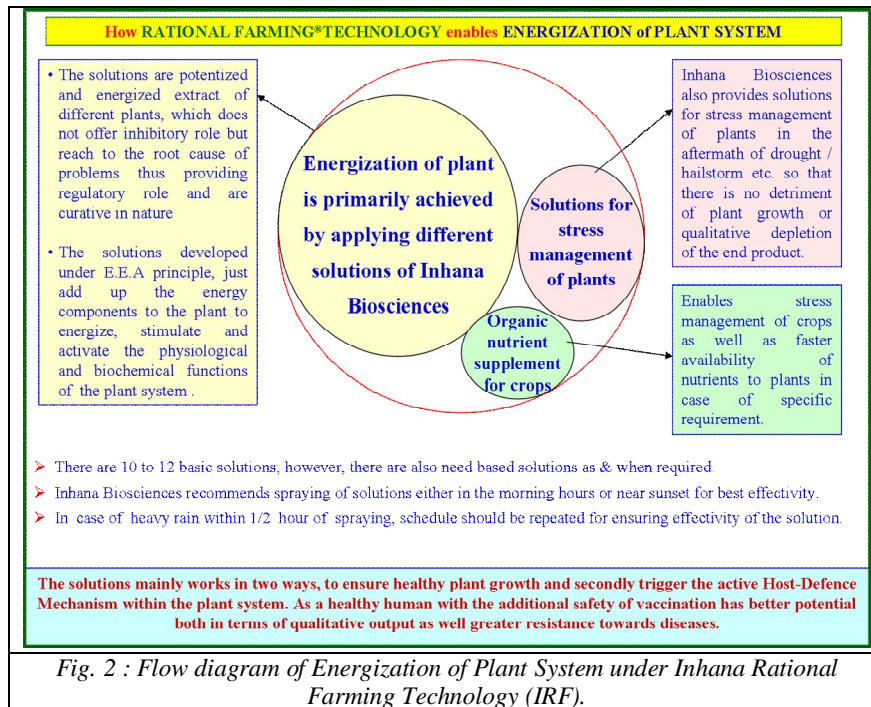 How RATIONAL FARMING®TECHNOLOGY enables ENERGIZATION of PLANT SYSTEM
• The solutions are potentized
and energized extract of
different plants, which does
not offer inhibitory role but
reach to the root cause of
problems thus providing
regulatory role and are
curative in nature
• The solutions developed
under E.E.A principle, just
add up the energy
components to the plant to
energize, stimulate and
activate the physiological
and biochemical functions
of the plant system .
Energization of plant
is primarily achieved
by applying different
solutions of Inhana
Biosciences
Solutions for
stress
management
of plants
Organic
nutrient
supplement
for crops
Inhana Biosciences
also provides solutions
for stress management
of plants in the
aftermath of drought /
hailstorm etc. so that
there is no detriment
of plant growth or
qualitative depletion
of the end product.
Enables stress
management of crops
as well as faster
availability of
nutrients to plants in
case of specific
requirement.
➢ There are 10 to 12 basic solutions; however, there are also need based solutions as & when required
➢ Inhana Biosciences recommends spraying of solutions either in the morning hours or near sunset for best effectivity.
➢ In case of heavy rain within 1/2 hour of spraying, schedule should be repeated for ensuring effectivity of the solution.
The solutions mainly works in two ways, to ensure healthy plant growth and secondly trigger the active Host-Defence
Mechanism within the plant system. As a healthy human with the additional safety of vaccination has better potential
both in terms of qualitative output as well greater resistance towards diseases.
Fig. 2 : Flow diagram of Energization of Plant System under Inhana Rational
Farming Technology (IRF).